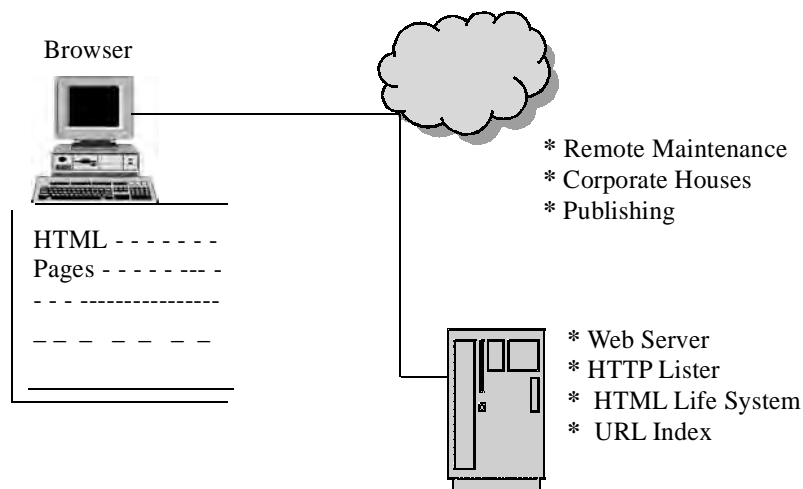 Browser
* Remote Maintenance
* Corporate Houses
* Publishing
HTML - - - - - - -
Pages - - - - - --- -
- - - ----------------
– – – – – –
* Web Server
* HTTP Lister
* HTML Life System
* URL Index